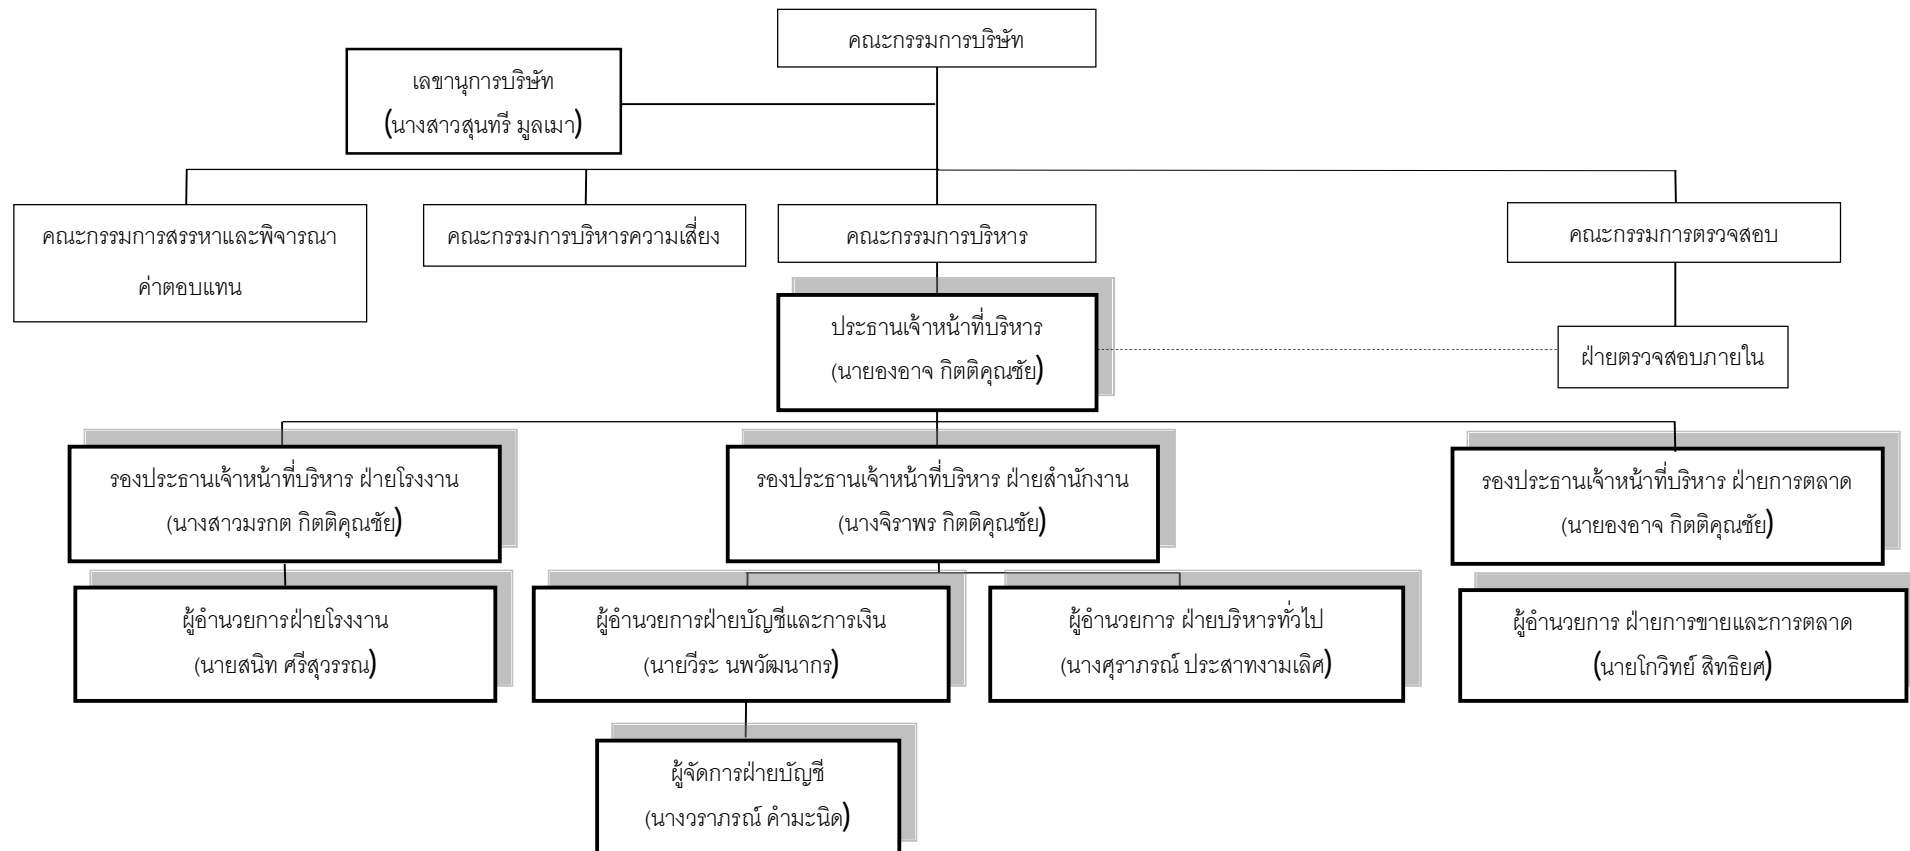 คณะกรรมการบริษัท
เลขานุการบริษัท
(นางสาวสุนทรี มูลเมา)
คณะกรรมการสรรหาและพิจารณา
ค่าตอบแทน
คณะกรรมการบริหารความเสี่ยง
คณะกรรมการบริหาร
คณะกรรมการตรวจสอบ
ประธานเจ้าหน้าที่บริหาร
(นายองอาจ กิตติคุณชัย)
ฝ่ายตรวจสอบภายใน
รองประธานเจ้าหน้าที่บริหาร ฝ่ายโรงงาน
(นางสาวมรกต กิตติคุณชัย)
รองประธานเจ้าหน้าที่บริหาร ฝ่ายสำนักงาน
(นางจิราพร กิตติคุณชัย)
รองประธานเจ้าหน้าที่บริหาร ฝ่ายการตลาด
(นายองอาจ กิตติคุณชัย)
ผู้อำนวยการฝ่ายโรงงาน
(นายสนิท ศรีสุวรรณ)
ผู้อำนวยการฝ่ายบัญชีและการเงิน
(นายวีระ นพวัฒนากร)
ผู้อำนวยการ ฝ่ายบริหารทั่วไป
(นางศุราภรณ์ ประสาทงามเลิศ)
ผู้อำนวยการ ฝ่ายการขายและการตลาด
(นายโกวิทย์ สิทธิยศ)
ผู้จัดการฝ่ายบัญชี
(นางวราภรณ์ คำมะนิด)